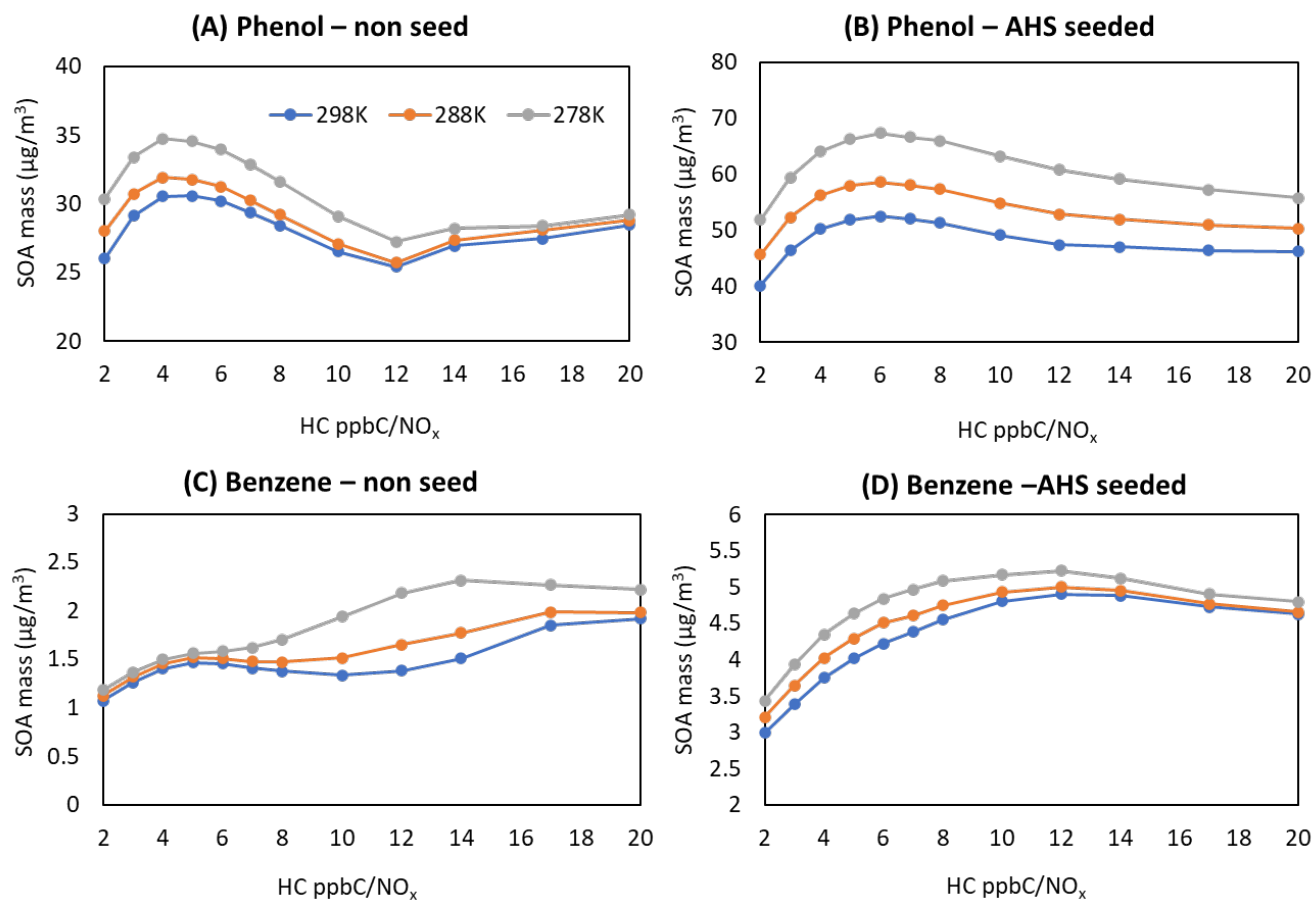 (A) Phenol – non seed
SOA mass (µg/m³)
40
35
30
25
20
298K 288K 278K
2 4 6 8 10 12 14 16 18 20
HC ppbC/NOₓ
(B) Phenol – AHS seeded
SOA mass (µg/m³)
80
70
60
50
40
30
2 4 6 8 10 12 14 16 18 20
HC ppbC/NOₓ
(C) Benzene – non seed
SOA mass (µg/m³)
3
2.5
2
1.5
1
0.5
0
2 4 6 8 10 12 14 16 18 20
HC ppbC/NOₓ
(D) Benzene –AHS seeded
SOA mass (µg/m³)
6
5.5
5
4.5
4
3.5
3
2.5
2
2 4 6 8 10 12 14 16 18 20
HC ppbC/NOₓ